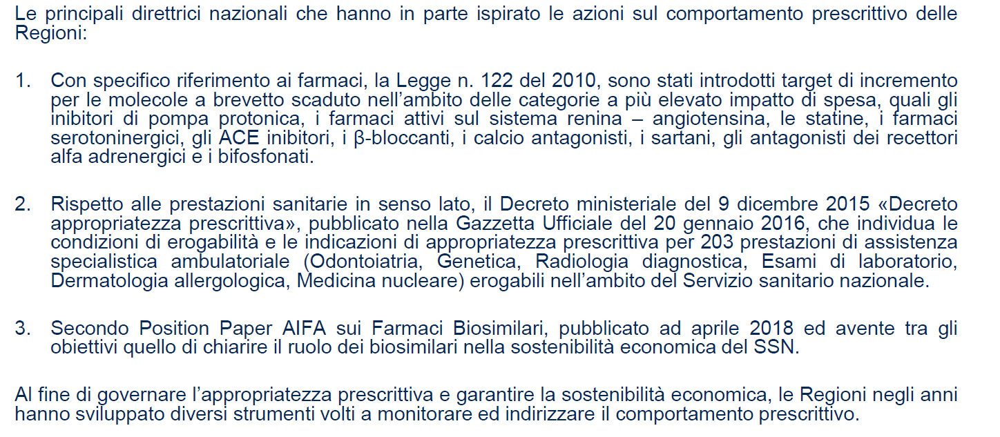 Le principali direttrici nazionali che hanno in parte ispirato le azioni sul comportamento prescrittivo delle
Regioni:
1. Con specifico riferimento ai farmaci, la Legge n. 122 del 2010, sono stati introdotti target di incremento
per le molecole a brevetto scaduto nell’ambito delle categorie a più elevato impatto di spesa, quali gli
inibitori di pompa protonica, i farmaci attivi sul sistema renina – angiotensina, le statine, i farmaci
serotoninergici, gli ACE inibitori, i β-bloccanti, i calcio antagonisti, i sartani, gli antagonisti dei recettori
alfa adrenergici e i bifosfonati.
2. Rispetto alle prestazioni sanitarie in senso lato, il Decreto ministeriale del 9 dicembre 2015 «Decreto
appropriatezza prescrittiva», pubblicato nella Gazzetta Ufficiale del 20 gennaio 2016, che individua le
condizioni di erogabilità e le indicazioni di appropriatezza prescrittiva per 203 prestazioni di assistenza
specialistica ambulatoriale (Odontoiatria, Genetica, Radiologia diagnostica, Esami di laboratorio,
Dermatologia allergologica, Medicina nucleare) erogabili nell’ambito del Servizio sanitario nazionale.
3. Secondo Position Paper AIFA sui Farmaci Biosimilari, pubblicato ad aprile 2018 ed avente tra gli
obiettivi quello di chiarire il ruolo dei biosimilari nella sostenibilità economica del SSN.
Al fine di governare l’appropriatezza prescrittiva e garantire la sostenibilità economica, le Regioni negli anni
hanno sviluppato diversi strumenti volti a monitorare ed indirizzare il comportamento prescrittivo.